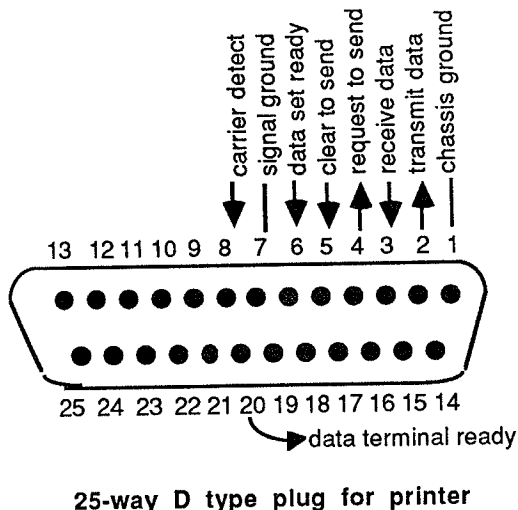 carrier detect
signal ground
data set ready
clear to send
request to send
receive data
transmit data
chassis ground
13 12 11 10 9 8 7 6 5 4 3 2 1
25 24 23 22 21 20 19 18 17 16 15 14
data terminal ready
25-way D type plug for printer